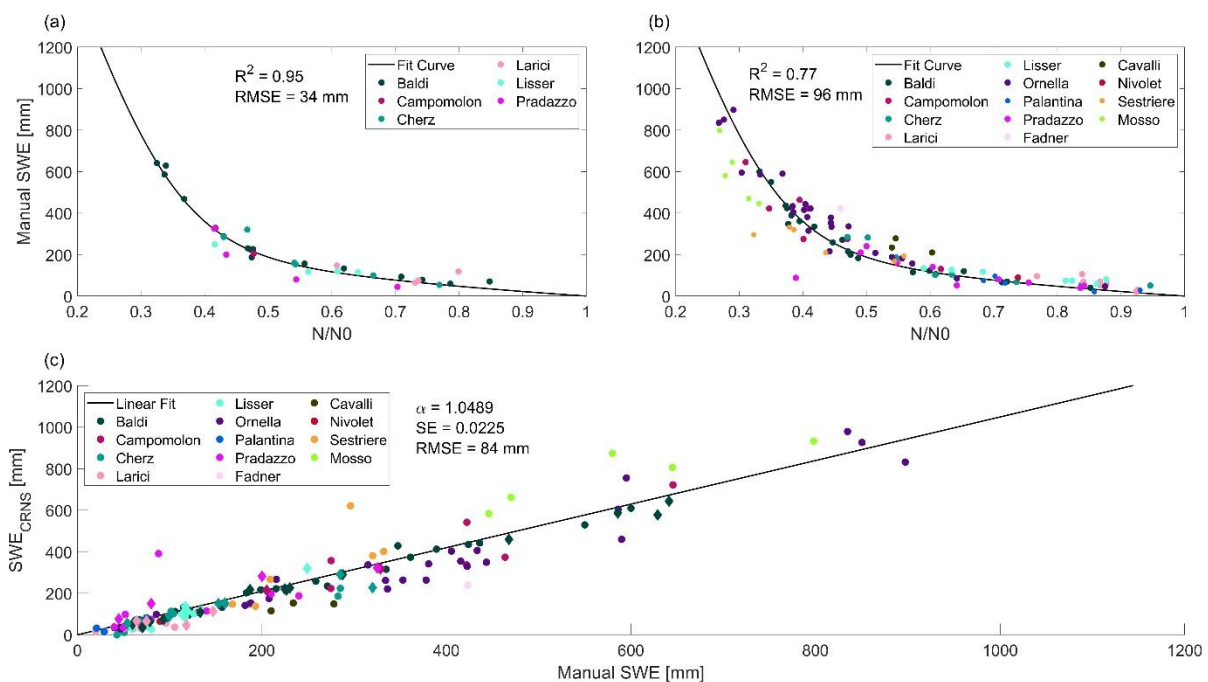 (a)
1200
1000
800
600
400
200
0
Manual SWE [mm]
R² = 0.95
RMSE = 34 mm
Fit Curve
Baldi
Campomolon
Cherz
Larici
Lisser
Pradazzo
0.2 0.3 0.4 0.5 0.6 0.7 0.8 0.9 1
N/N0
(b)
1200
1000
800
600
400
200
0
R² = 0.77
RMSE = 96 mm
Fit Curve
Baldi
Campomolon
Cherz
Larici
Lisser
Ornella
Palantina
Pradazzo
Fadner
Cavalli
Nivolet
Sestriere
Mosso
0.2 0.3 0.4 0.5 0.6 0.7 0.8 0.9 1
N/N0
(c)
1200
1000
800
600
400
200
0
SWE_CRNS [mm]
Linear Fit
Baldi
Campomolon
Cherz
Larici
Lisser
Ornella
Palantina
Pradazzo
Fadner
Cavalli
Nivolet
Sestriere
Mosso
α = 1.0489
SE = 0.0225
RMSE = 84 mm
0 200 400 600 800 1000 1200
Manual SWE [mm]